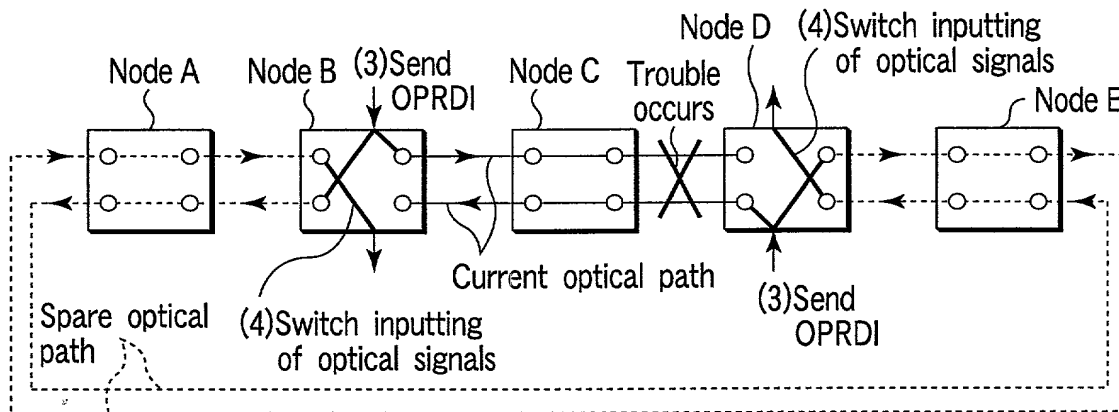 Node D
(4)Switch inputting
of optical signals
Node A
Node B
(3)Send
OPRDI
Node C
Trouble
occurs
Node E
Current optical path
(3)Send
OPRDI
Spare optical
path
(4)Switch inputting
of optical signals